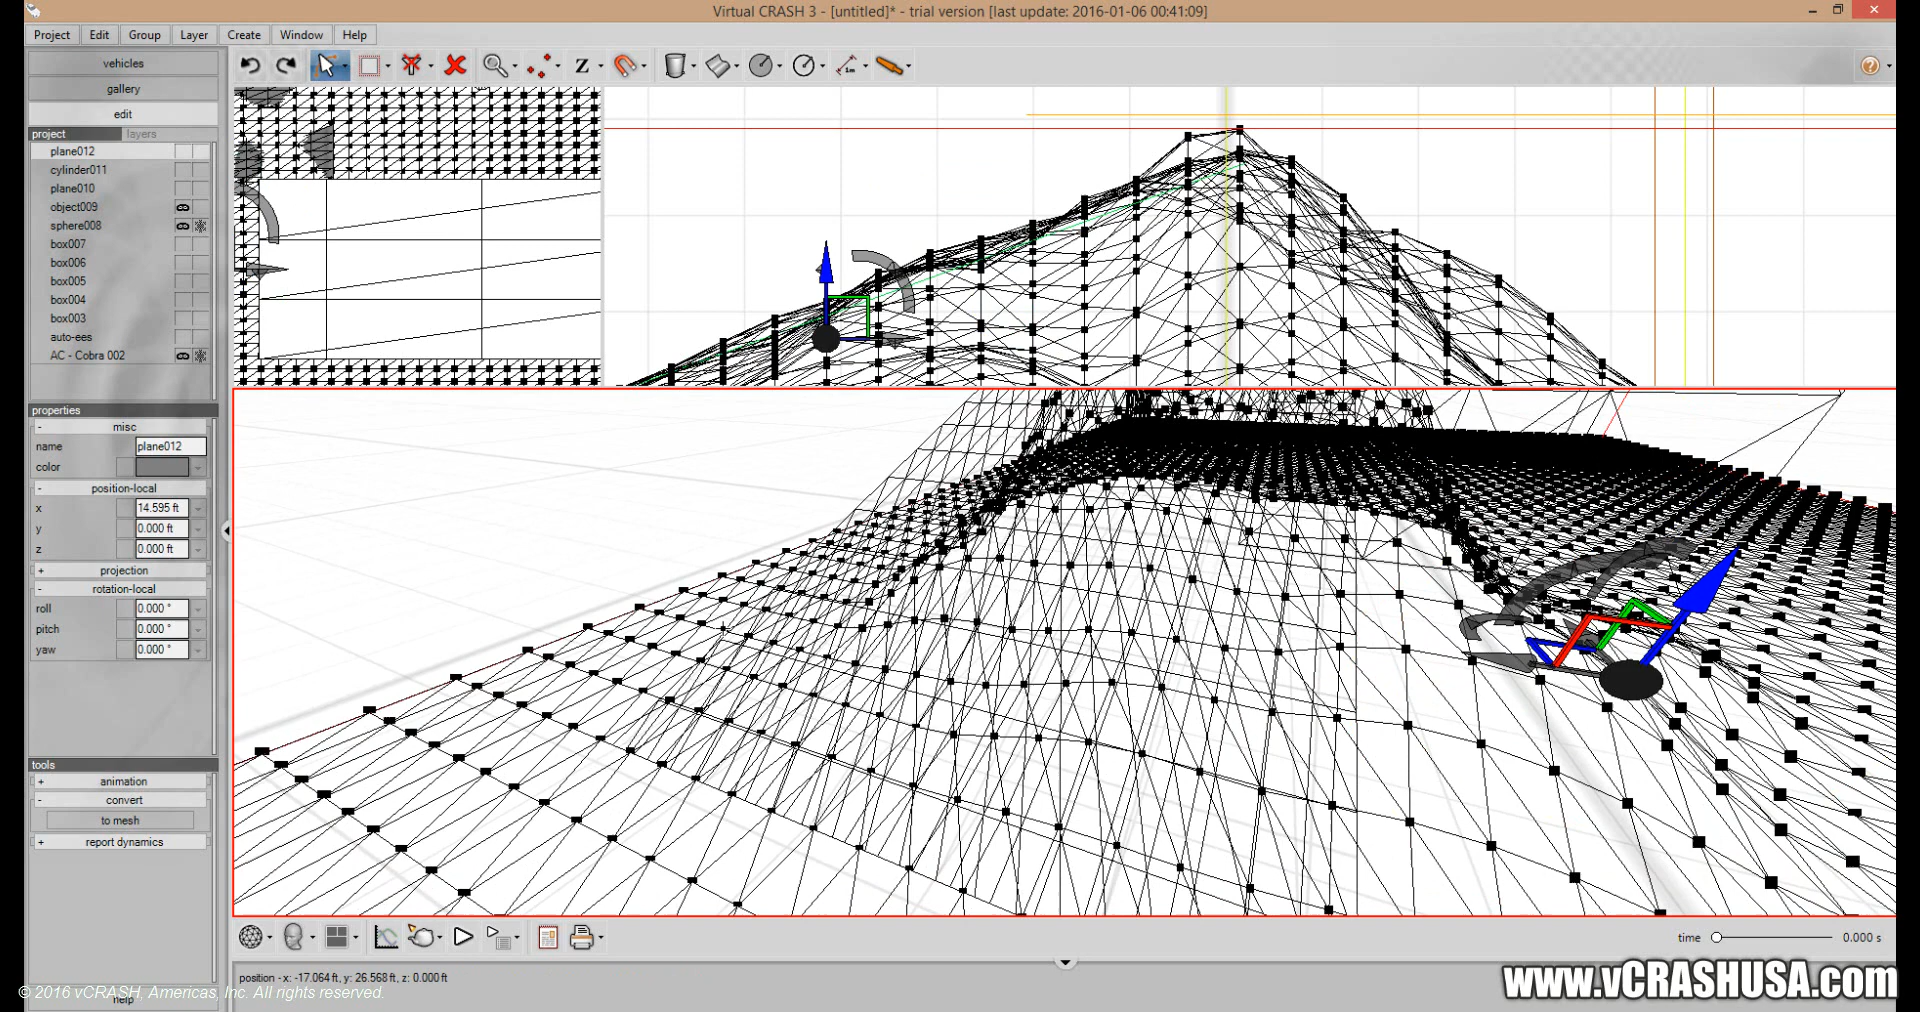 Virtual CRASH 3 - [untitled]* - trial version [last update: 2016-01-06 00:41:09]
Project Edit Group Layer Create Window Help
vehicles
gallery
edit
project layers
plane012
cylinder011
plane010
object009
sphere008
box007
box006
box005
box004
box003
auto-ees
AC - Cobra 002
properties
- misc
name plane012
color
- position-local
x 14.595 ft
y 0.000 ft
z 0.000 ft
+ projection
- rotation-local
roll 0.000 °
pitch 0.000 °
yaw 0.000 °
tools
+ animation
- convert
to mesh
+ report dynamics
help
Z
1m
?
time 0.000 s
position - x: -17.064 ft, y: 26.568 ft, z: 0.000 ft
© 2016 vCRASH, Americas, Inc. All rights reserved.
www.vCRASHUSA.com